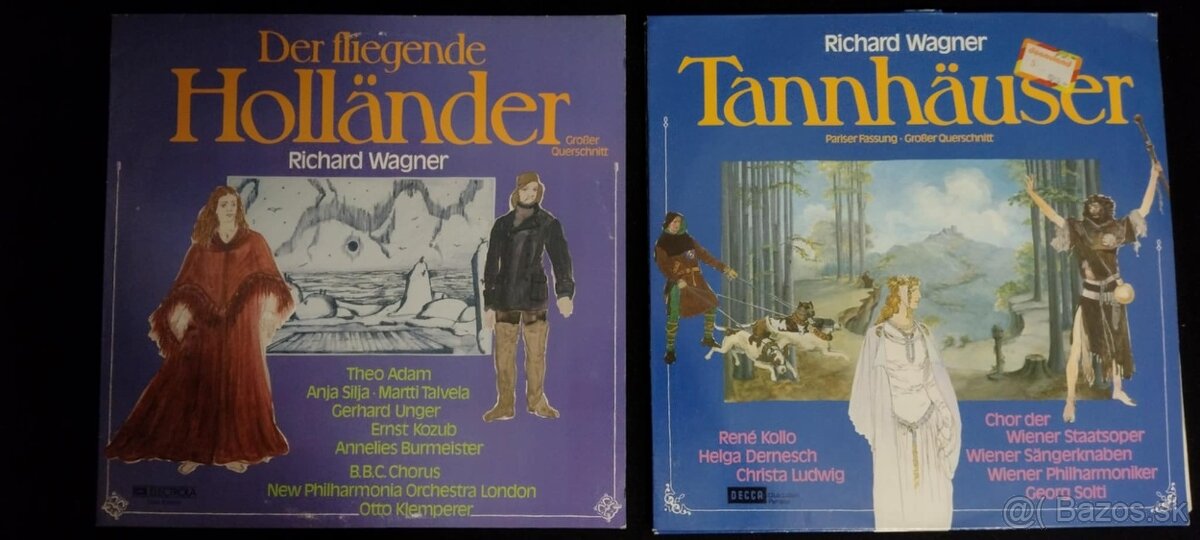 Der fliegende
Holländer
Großer
Querschnitt
Richard Wagner
Theo Adam
Anja Silja · Martti Talvela
Gerhard Unger
Ernst Kozub
Annelies Burmeister
B.B.C. Chorus
New Philharmonia Orchestra London
Otto Klemperer
ELECTROLA
Richard Wagner
Tannhäuser
Pariser Fassung · Großer Querschnitt
René Kollo
Helga Dernesch
Christa Ludwig
Chor der
Wiener Staatsoper
Wiener Sängerknaben
Wiener Philharmoniker
Georg Solti
DECCA
@( Bazos.sk